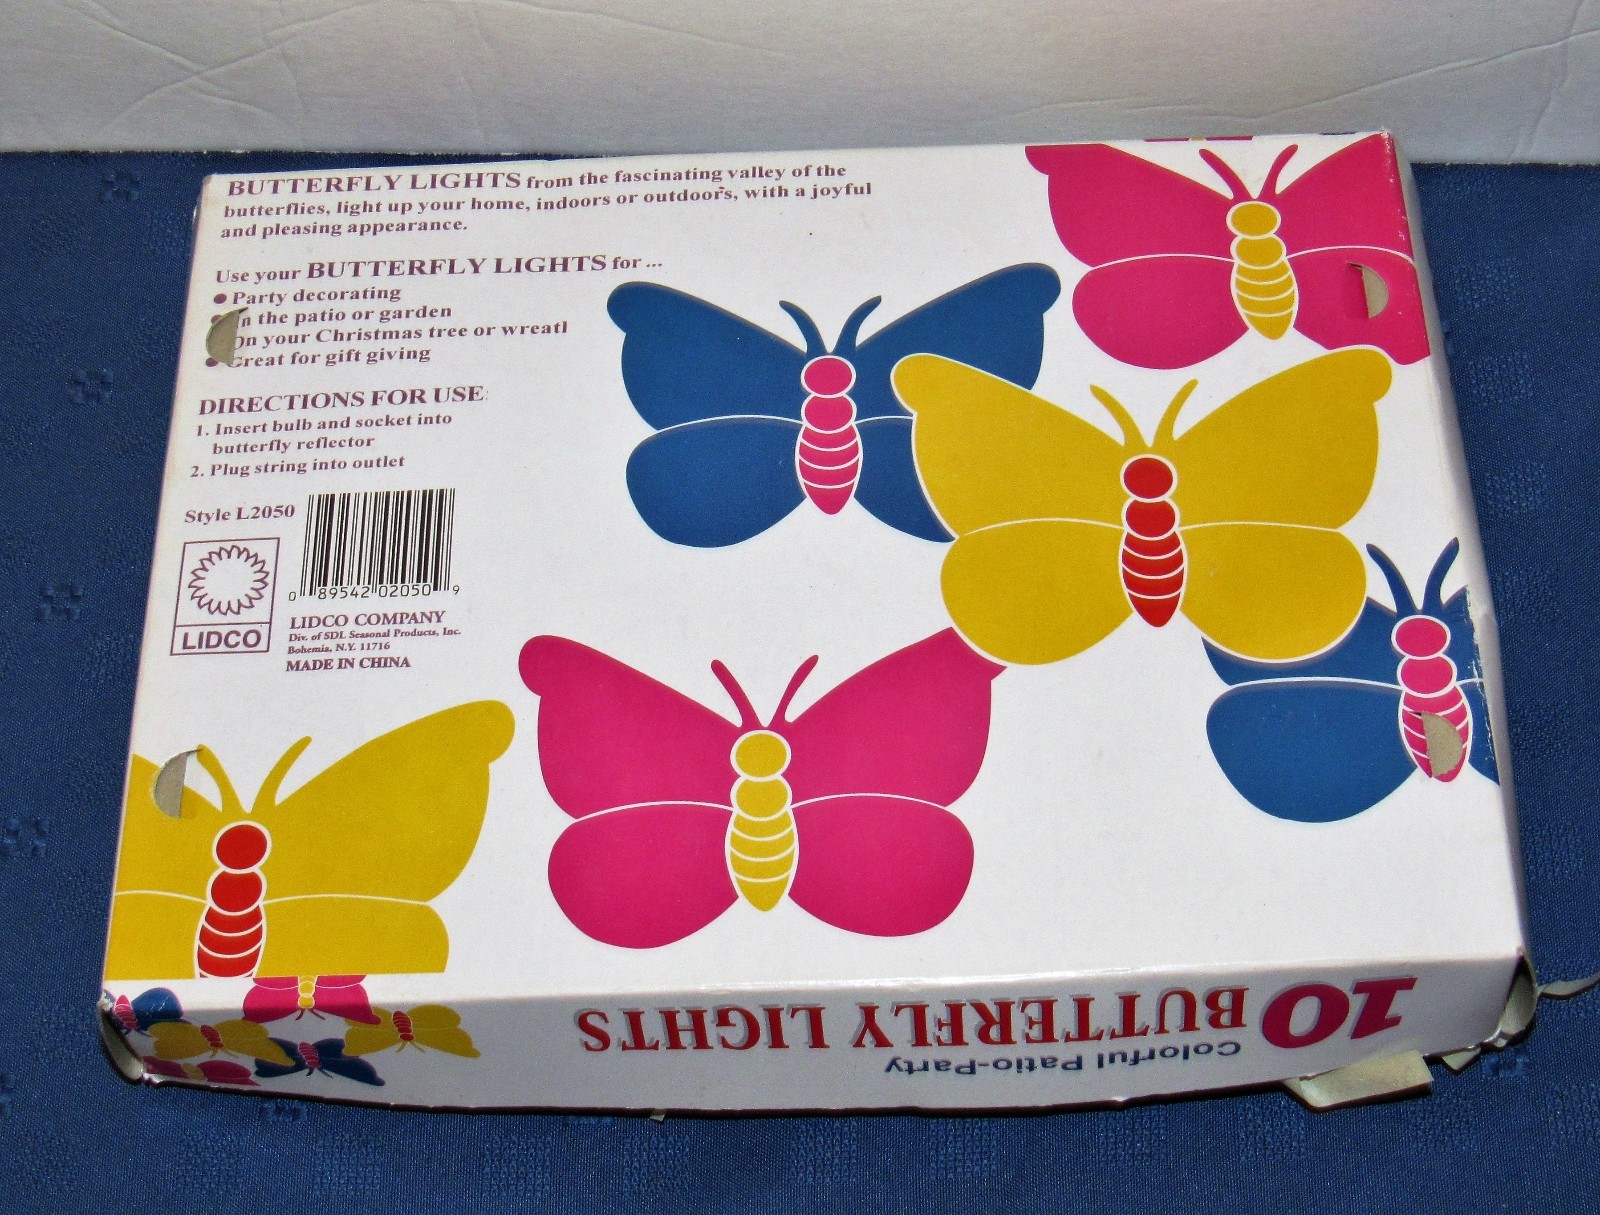 BUTTERFLY LIGHTS from the fascinating valley of the
butterflies, light up your home, indoors or outdoors, with a joyful
and pleasing appearance.
Use your BUTTERFLY LIGHTS for ...
● Party decorating
n the patio or garden
On your Christmas tree or wreatl
● Great for gift giving
DIRECTIONS FOR USE:
1. Insert bulb and socket into
butterfly reflector
2. Plug string into outlet
Style L2050
0 89542 02050 9
LIDCO
LIDCO COMPANY
Div. of SDL Seasonal Products, Inc.
Bohemia, N.Y. 11716
MADE IN CHINA
Colorful Patio-Party
10 BUTTERFLY LIGHTS